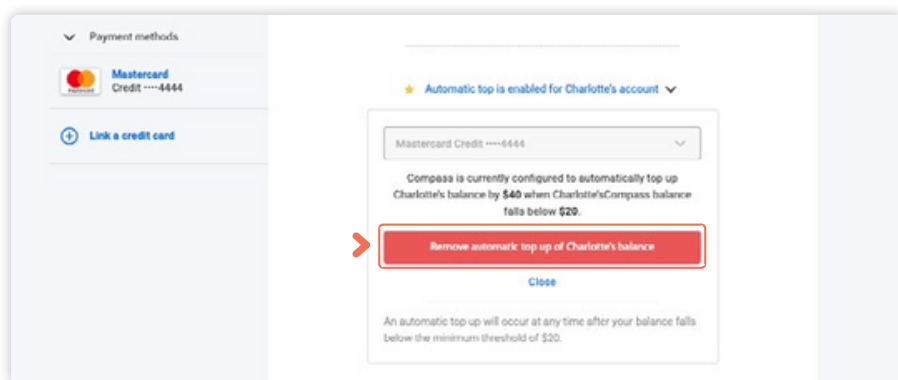 Payment methods
Mastercard
Credit ----4444
Link a credit card
Automatic top is enabled for Charlotte's account
Mastercard Credit ----4444
Compass is currently configured to automatically top up
Charlotte's balance by $40 when Charlotte'sCompass balance
falls below $20.
Remove automatic top up of Charlotte's balance
Close
An automatic top up will occur at any time after your balance falls
below the minimum threshold of $20.